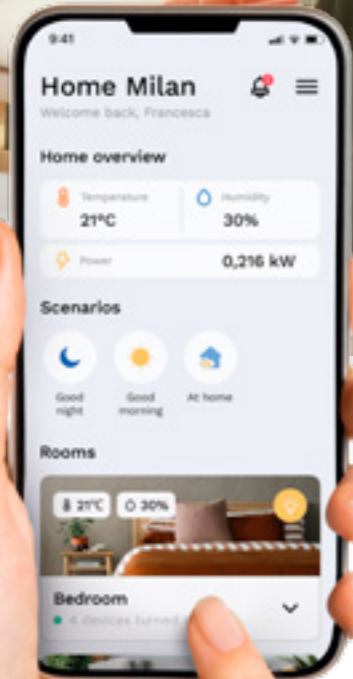 9:41
Home Milan
Welcome back, Francesca
Home overview
Temperature
21°C
Humidity
30%
Power
0,216 kW
Scenarios
Good night
Good morning
At home
Rooms
21°C
30%
Bedroom
4 devices turned